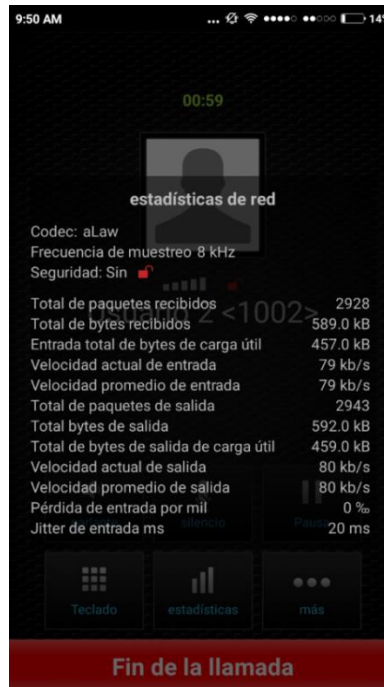 9:50 AM ... 14%
00:59
estadísticas de red
Codec: aLaw
Frecuencia de muestreo 8 kHz
Seguridad: Sin
Usuario 2 <1002>
Total de paquetes recibidos 2928
Total de bytes recibidos 589.0 kB
Entrada total de bytes de carga útil 457.0 kB
Velocidad actual de entrada 79 kb/s
Velocidad promedio de entrada 79 kb/s
Total de paquetes de salida 2943
Total bytes de salida 592.0 kB
Total de bytes de salida de carga útil 459.0 kB
Velocidad actual de salida 80 kb/s
Velocidad promedio de salida 80 kb/s
Pérdida de entrada por mil 0 ‰
Jitter de entrada ms 20 ms
silencio Pausa
Teclado estadísticas más
Fin de la llamada